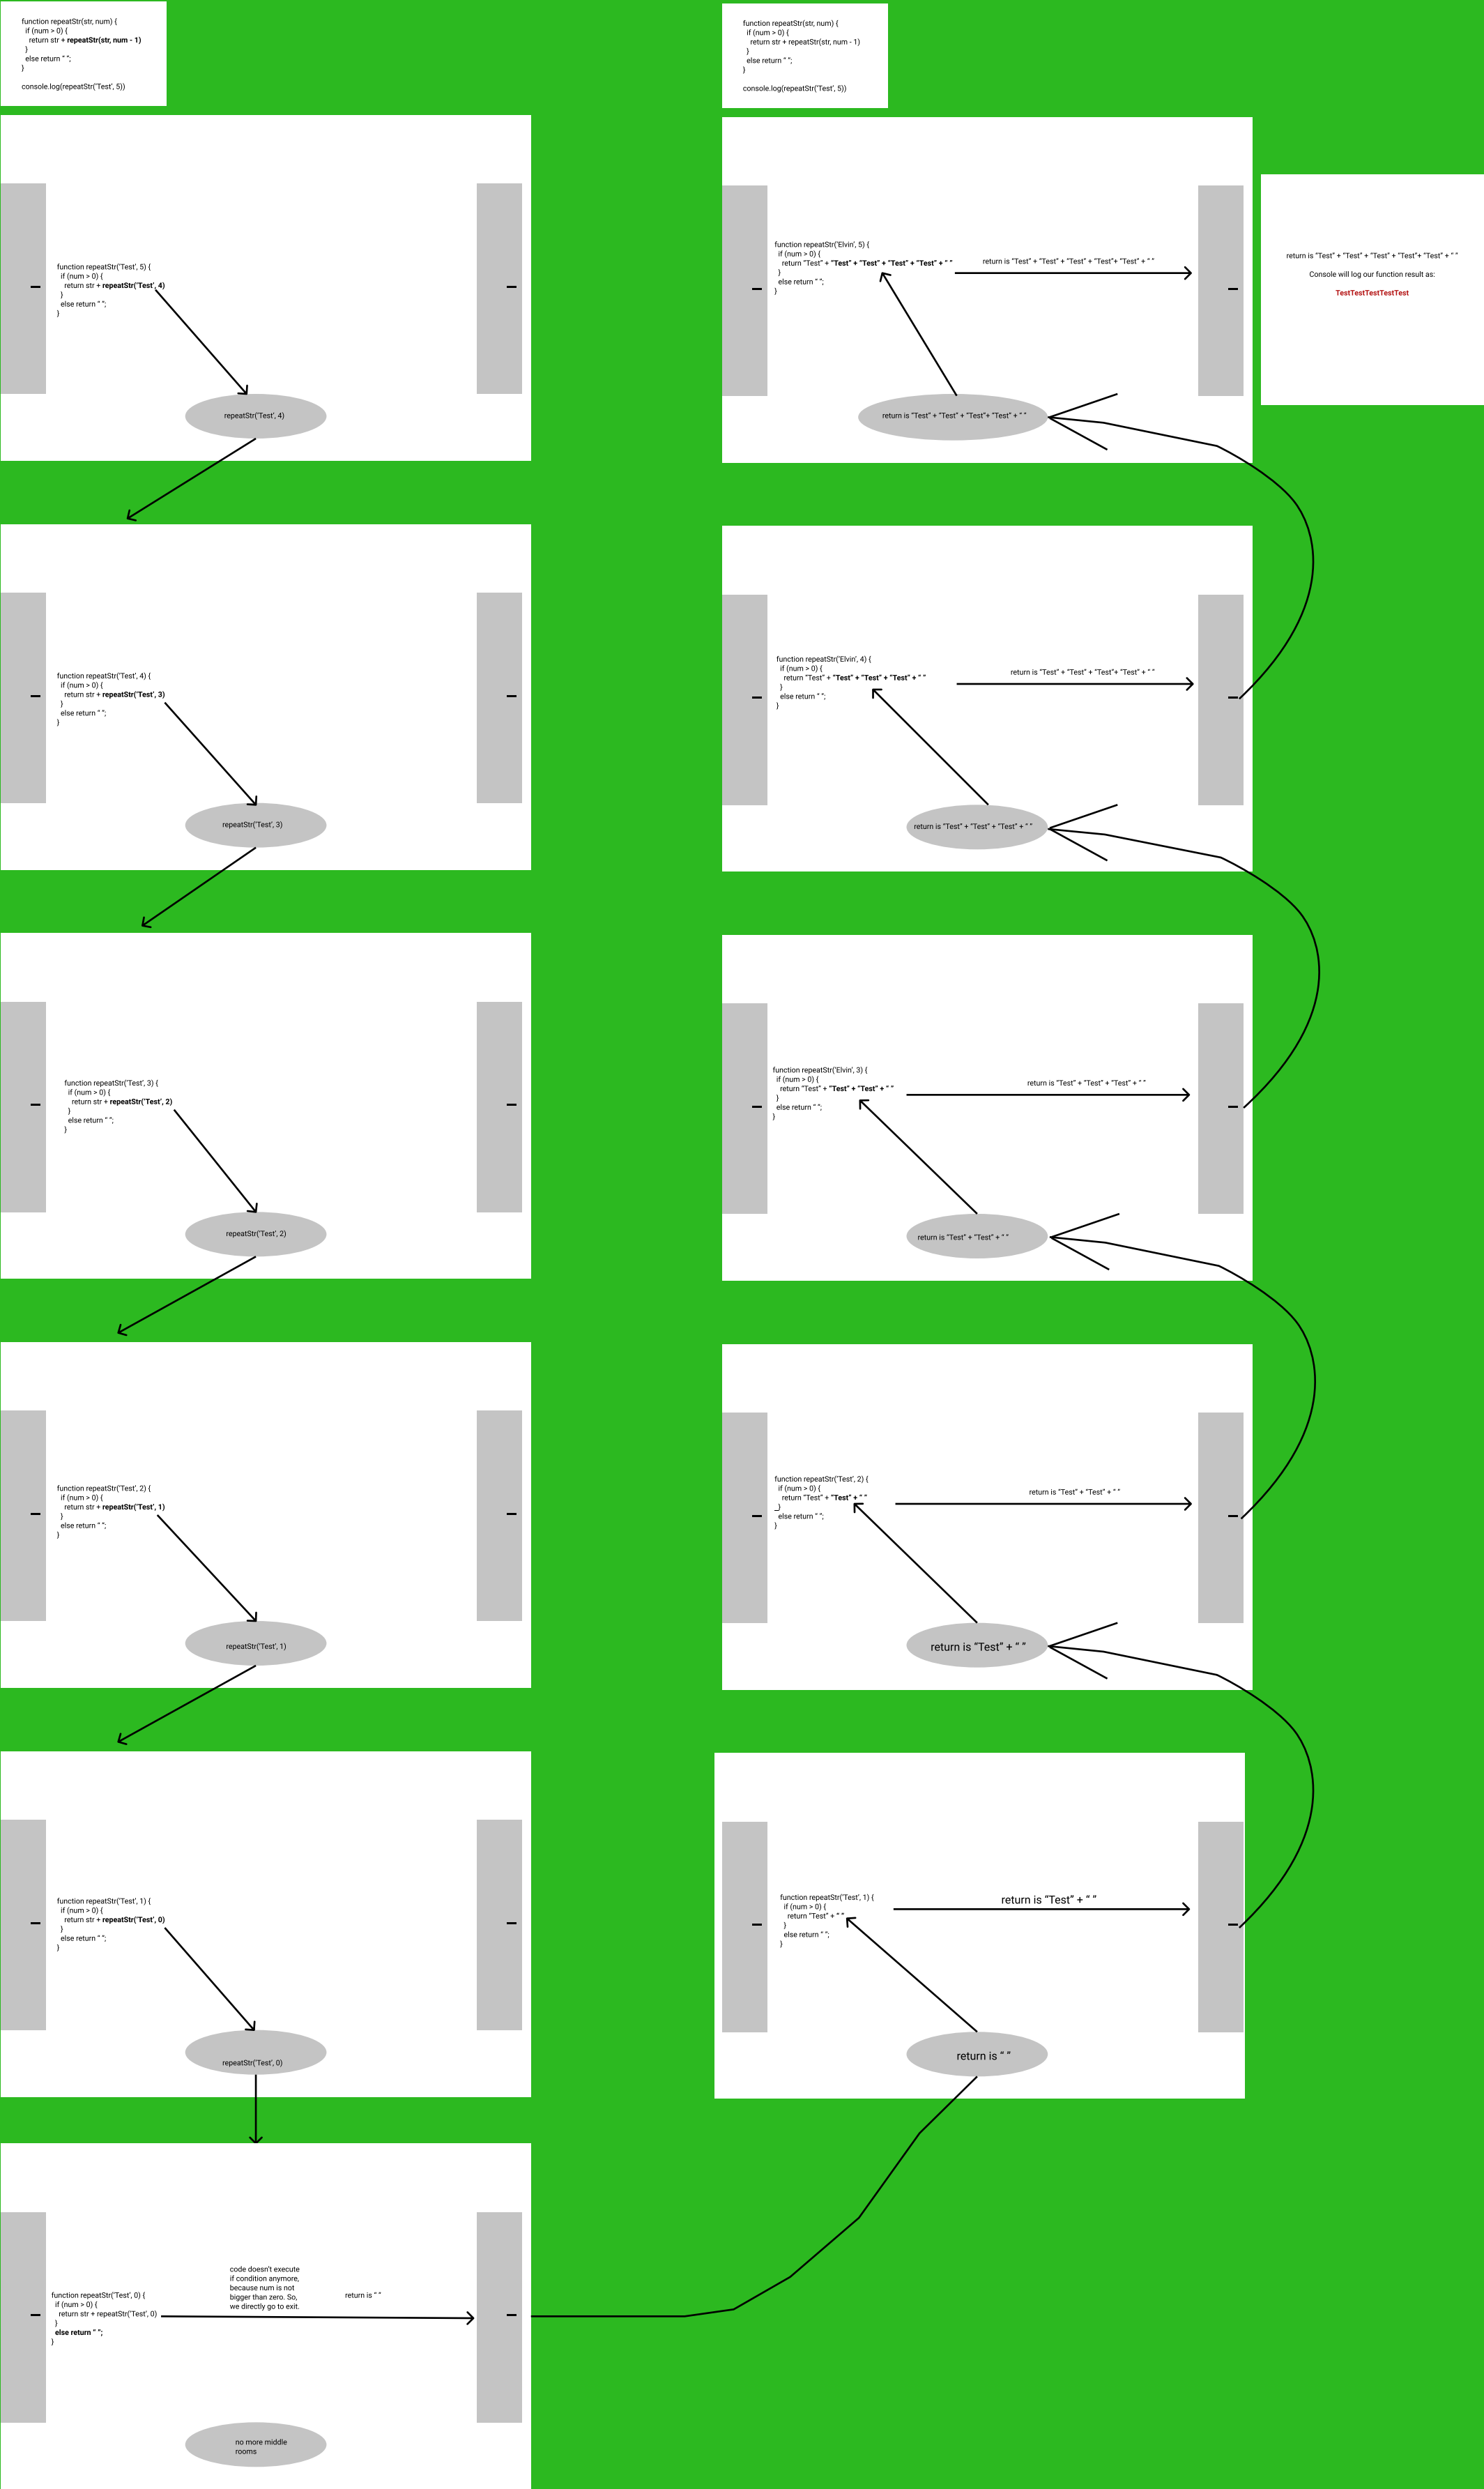 function repeatStr(str, num) {
if (num > 0) {
return str + repeatStr(str, num - 1)
}
else return “ ”;
}
console.log(repeatStr('Test', 5))
function repeatStr('Test', 5) {
if (num > 0) {
return str + repeatStr('Test', 4)
}
else return “ ”;
}
repeatStr('Test', 4)
function repeatStr('Test', 4) {
if (num > 0) {
return str + repeatStr('Test', 3)
}
else return “ ”;
}
repeatStr('Test', 3)
function repeatStr('Test', 3) {
if (num > 0) {
return str + repeatStr('Test', 2)
}
else return “ ”;
}
repeatStr('Test', 2)
function repeatStr('Test', 2) {
if (num > 0) {
return str + repeatStr('Test', 1)
}
else return “ ”;
}
repeatStr('Test', 1)
function repeatStr('Test', 1) {
if (num > 0) {
return str + repeatStr('Test', 0)
}
else return “ ”;
}
repeatStr('Test', 0)
function repeatStr('Test', 0) {
if (num > 0) {
return str + repeatStr('Test', 0)
}
else return “ ”;
}
code doesn't execute
if condition anymore,
because num is not
bigger than zero. So,
we directly go to exit.
return is “ ”
no more middle
rooms
function repeatStr(str, num) {
if (num > 0) {
return str + repeatStr(str, num - 1)
}
else return “ ”;
}
console.log(repeatStr('Test', 5))
function repeatStr('Elvin', 5) {
if (num > 0) {
return “Test” + “Test” + “Test” + “Test” + “Test” + “ ”
}
else return “ ”;
}
return is “Test” + “Test” + “Test” + “Test”+ “Test” + “ ”
return is “Test” + “Test” + “Test”+ “Test” + “ ”
return is “Test” + “Test” + “Test” + “Test”+ “Test” + “ ”
Console will log our function result as:
TestTestTestTestTest
function repeatStr('Elvin', 4) {
if (num > 0) {
return “Test” + “Test” + “Test” + “Test” + “ ”
}
else return “ ”;
}
return is “Test” + “Test” + “Test”+ “Test” + “ ”
return is “Test” + “Test” + “Test” + “ ”
function repeatStr('Elvin', 3) {
if (num > 0) {
return “Test” + “Test” + “Test” + “ ”
}
else return “ ”;
}
return is “Test” + “Test” + “Test” + “ ”
return is “Test” + “Test” + “ ”
function repeatStr('Test', 2) {
if (num > 0) {
return “Test” + “Test” + “ ”
_}
else return “ ”;
}
return is “Test” + “Test” + “ ”
return is “Test” + “ ”
function repeatStr('Test', 1) {
if (num > 0) {
return “Test” + “ ”
}
else return “ ”;
}
return is “Test” + “ ”
return is “ ”